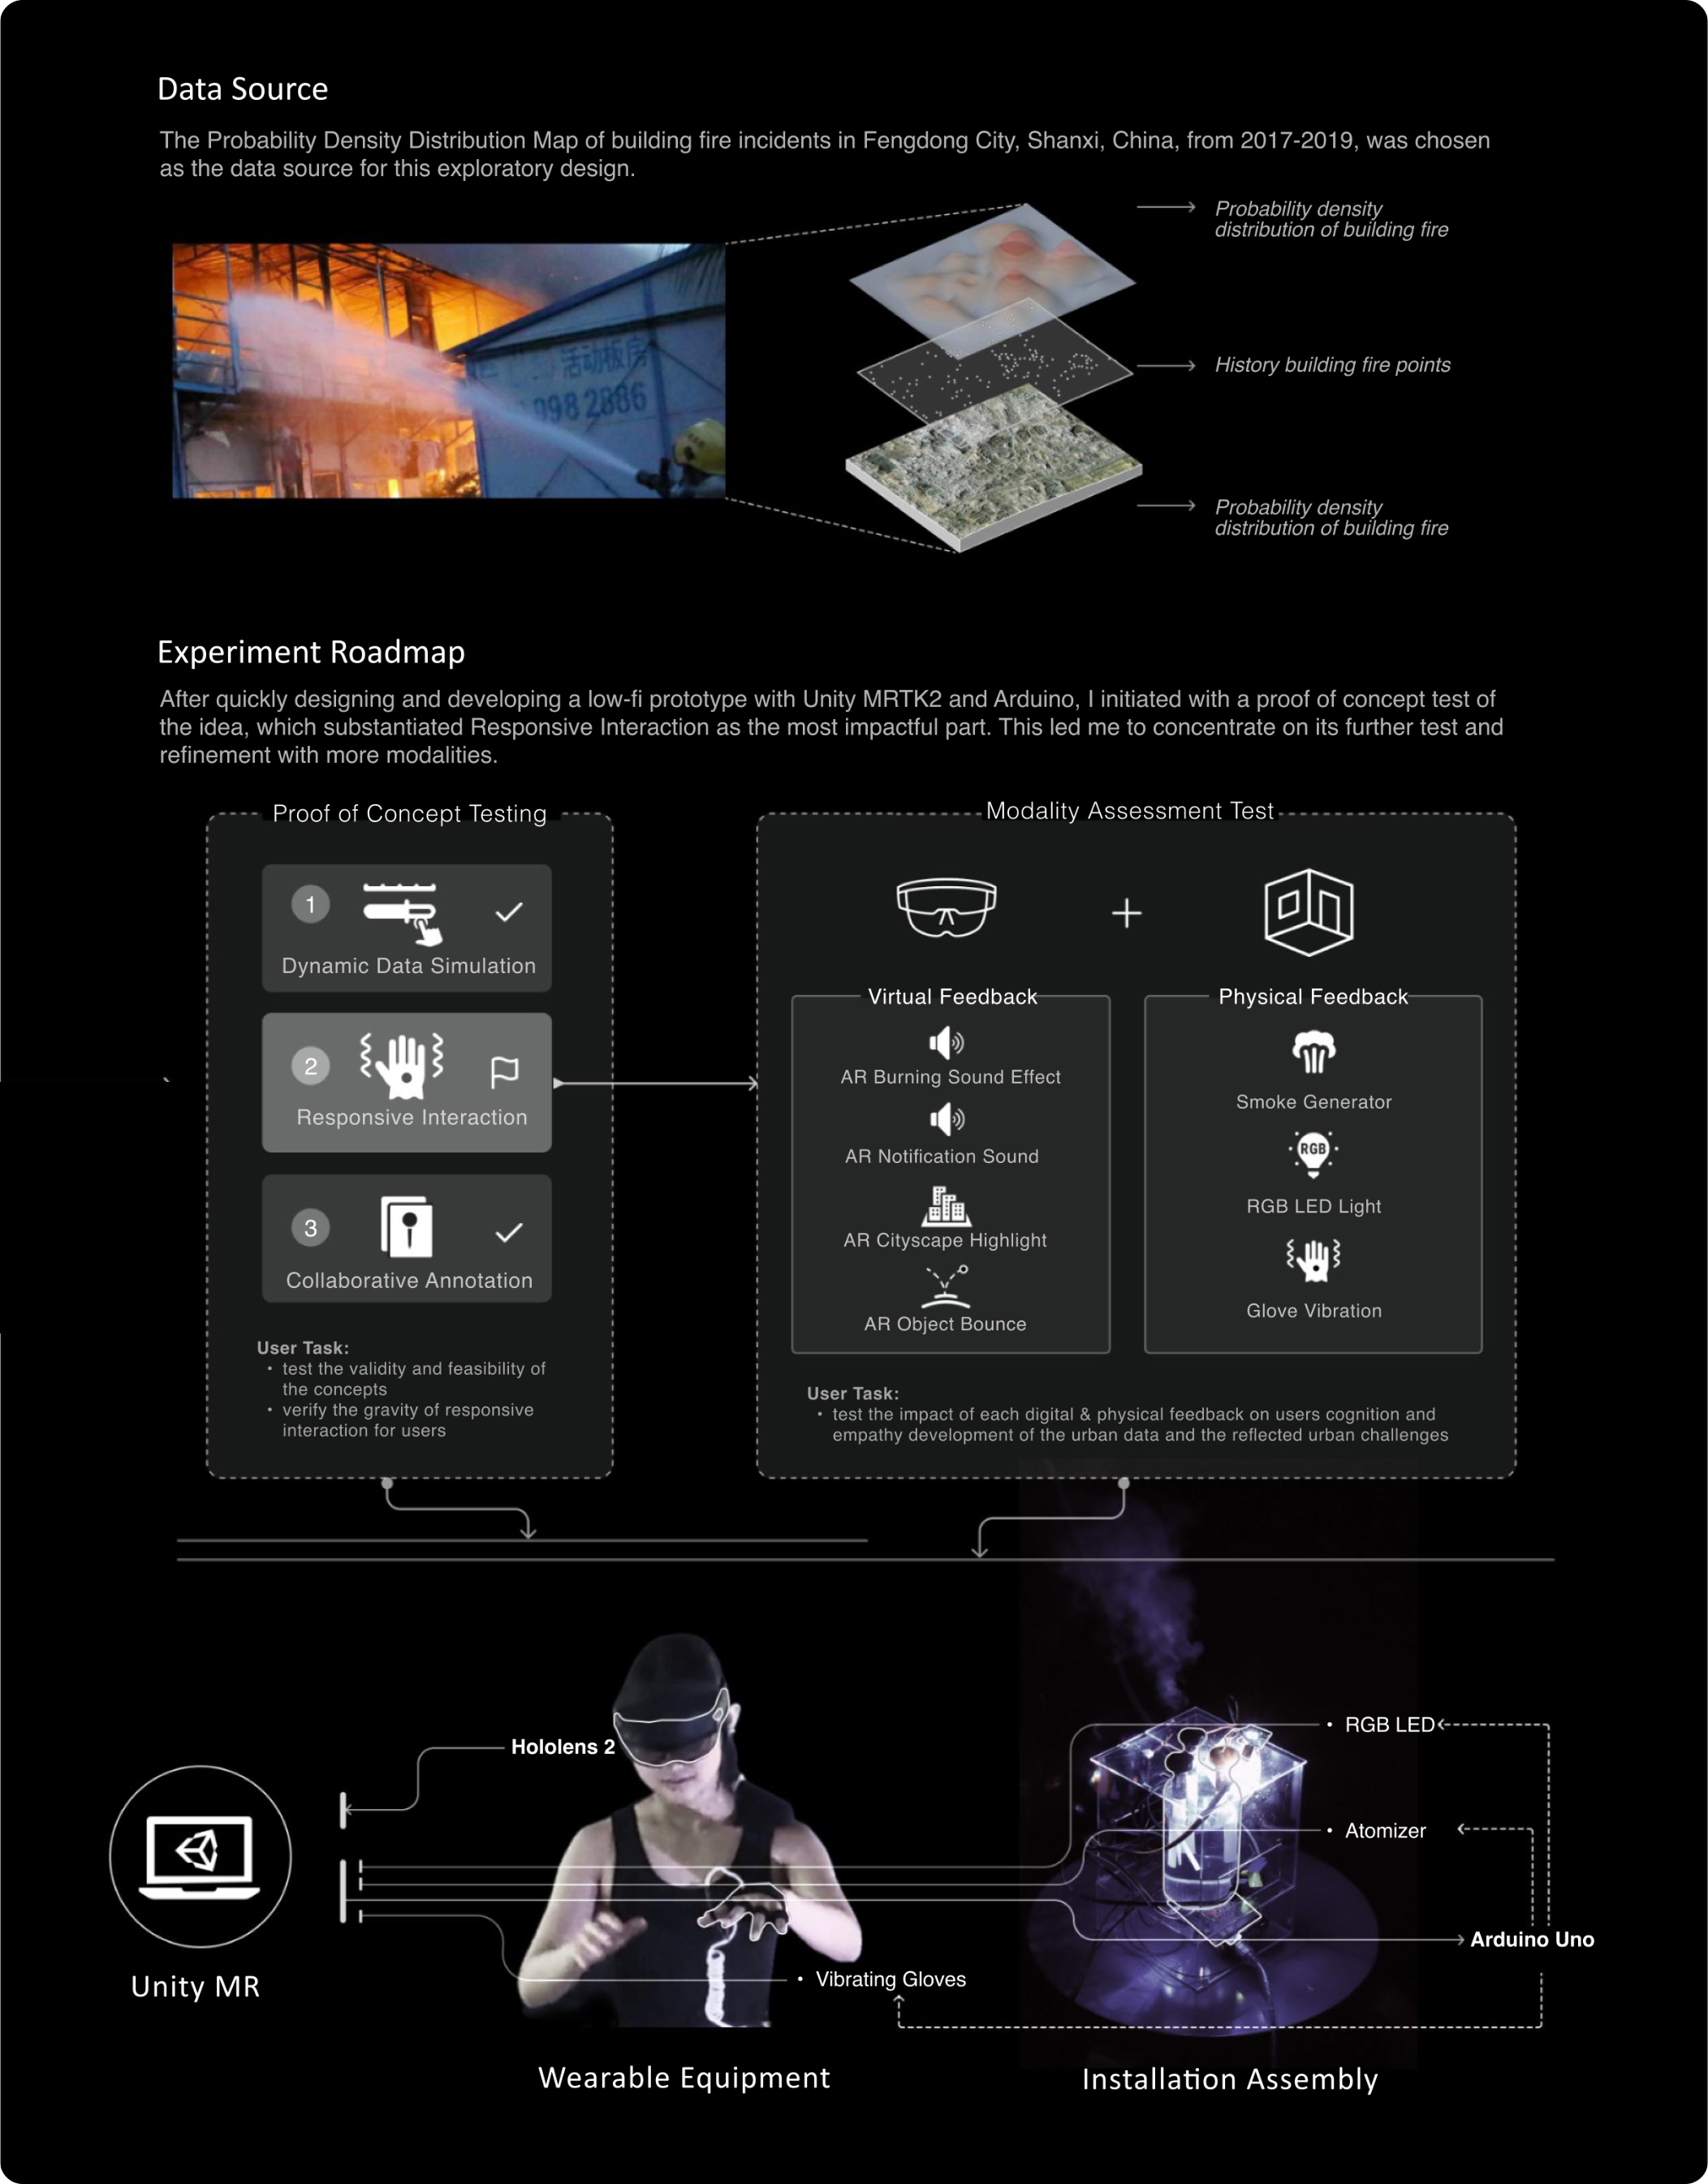 Data Source
The Probability Density Distribution Map of building fire incidents in Fengdong City, Shanxi, China, from 2017-2019, was chosen
as the data source for this exploratory design.
Probability density
distribution of building fire
活动板房
998 2886
History building fire points
Probability density
distribution of building fire
Experiment Roadmap
After quickly designing and developing a low-fi prototype with Unity MRTK2 and Arduino, I initiated with a proof of concept test of
the idea, which substantiated Responsive Interaction as the most impactful part. This led me to concentrate on its further test and
refinement with more modalities.
Proof of Concept Testing
1
Dynamic Data Simulation
2
Responsive Interaction
3
Collaborative Annotation
User Task:
• test the validity and feasibility of
the concepts
• verify the gravity of responsive
interaction for users
Modality Assessment Test
Virtual Feedback
AR Burning Sound Effect
AR Notification Sound
AR Cityscape Highlight
AR Object Bounce
Physical Feedback
Smoke Generator
RGB
RGB LED Light
Glove Vibration
User Task:
• test the impact of each digital & physical feedback on users cognition and
empathy development of the urban data and the reflected urban challenges
Hololens 2
• RGB LED
• Atomizer
Arduino Uno
• Vibrating Gloves
Unity MR
Wearable Equipment
Installation Assembly